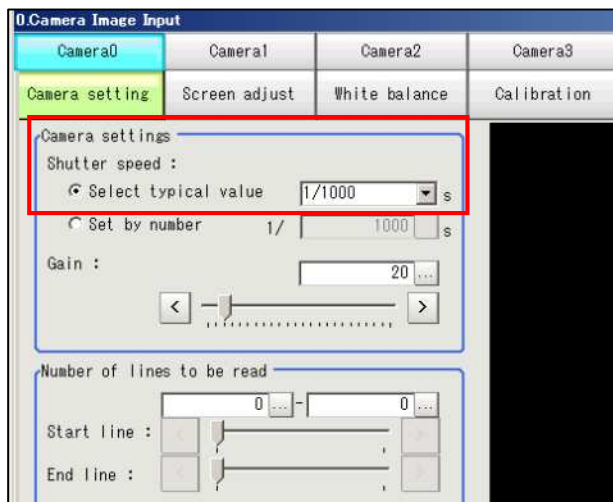 0.Camera Image Input
Camera0 Camera1 Camera2 Camera3
Camera setting Screen adjust White balance Calibration
Camera settings
Shutter speed :
Select typical value 1/1000 s
Set by number 1/ 1000 s
Gain :
20 ...
< >
Number of lines to be read
0 ... - 0 ...
Start line : < >
End line : < >